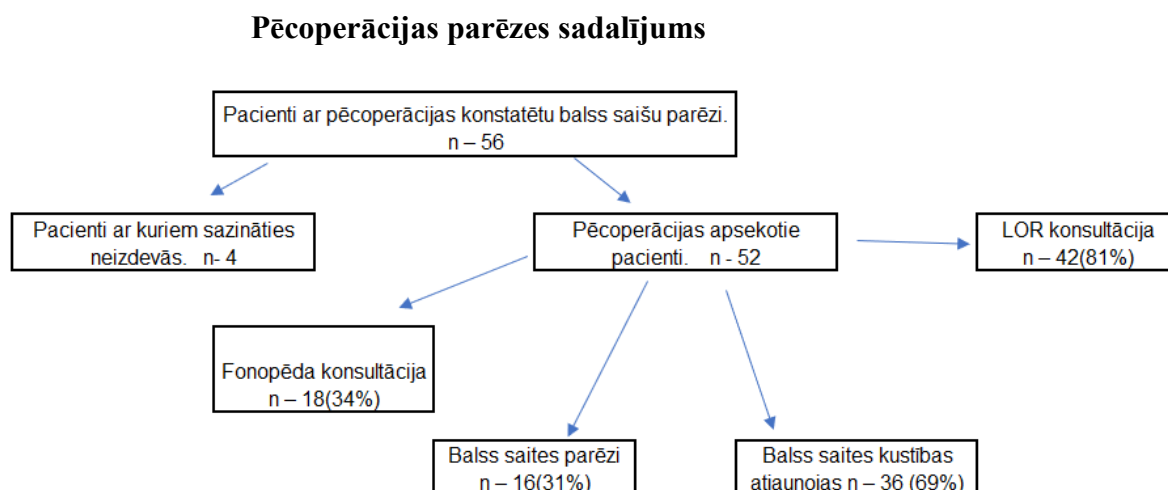 Pēcoperācijas parēzes sadalījums
Pacienti ar pēcoperācijas konstatētu balss saišu parēzi.
n – 56
Pacienti ar kuriem sazināties
neizdevās. n- 4
Pēcoperācijas apsekotie
pacienti. n - 52
LOR konsultācija
n – 42(81%)
Fonopēda konsultācija
n – 18(34%)
Balss saites parēzi
n – 16(31%)
Balss saites kustības
atjaunojas n – 36 (69%)